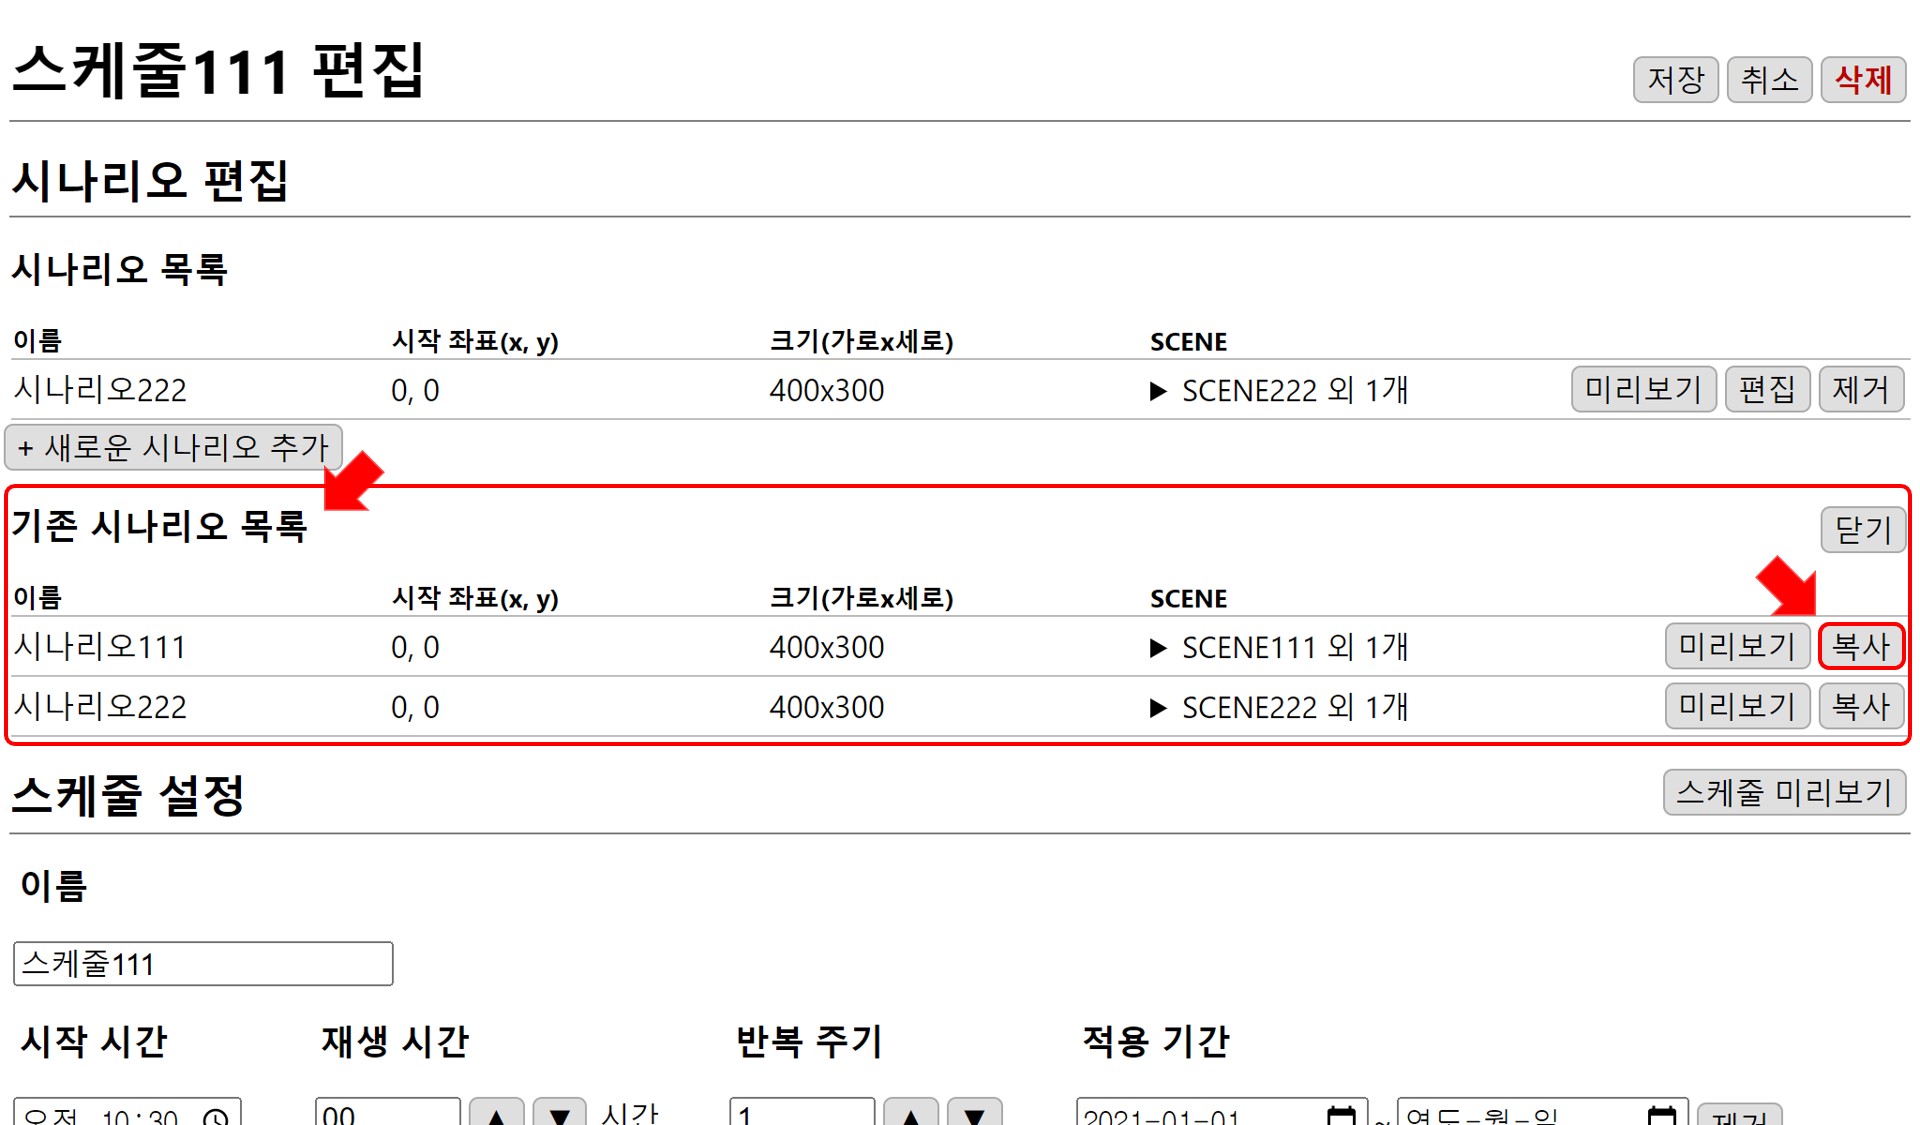 스케줄111 편집
저장 취소 삭제
시나리오 편집
시나리오 목록
이름 시작 좌표(x, y) 크기(가로x세로) SCENE
시나리오222 0, 0 400x300 ▶ SCENE222 외 1개 미리보기 편집 제거
+ 새로운 시나리오 추가
기존 시나리오 목록 닫기
이름 시작 좌표(x, y) 크기(가로x세로) SCENE
시나리오111 0, 0 400x300 ▶ SCENE111 외 1개 미리보기 복사
시나리오222 0, 0 400x300 ▶ SCENE222 외 1개 미리보기 복사
스케줄 설정 스케줄 미리보기
이름
스케줄111
시작 시간 재생 시간 반복 주기 적용 기간
오전 10:30 00 ▲ ▼ 시간 1 ▲ ▼ 2021-01-01 ~ 연도-월-일 제거